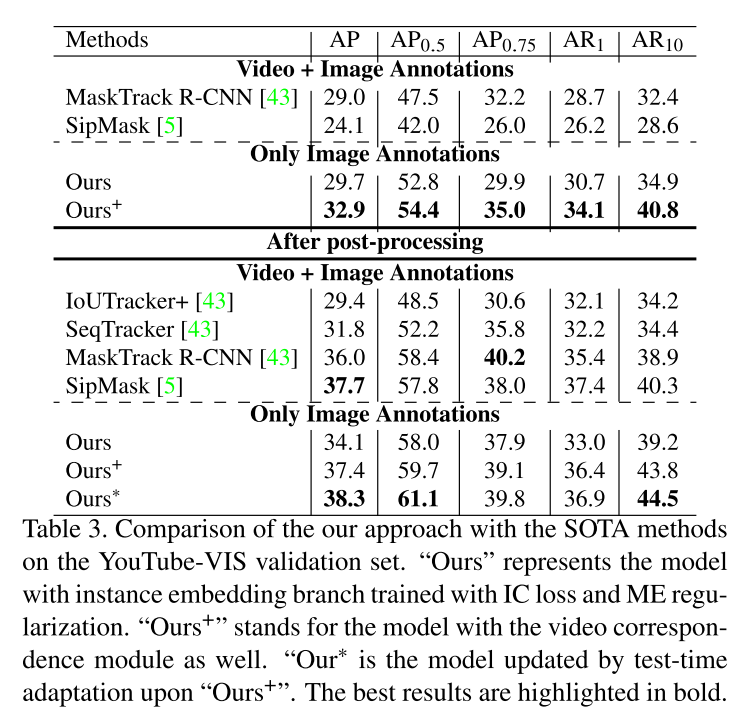 Methods AP AP0.5 AP0.75 AR1 AR10
Video + Image Annotations
MaskTrack R-CNN [43] 29.0 47.5 32.2 28.7 32.4
SipMask [5] 24.1 42.0 26.0 26.2 28.6
Only Image Annotations
Ours 29.7 52.8 29.9 30.7 34.9
Ours+ 32.9 54.4 35.0 34.1 40.8
After post-processing
Video + Image Annotations
IoUTracker+ [43] 29.4 48.5 30.6 32.1 34.2
SeqTracker [43] 31.8 52.2 35.8 32.2 34.4
MaskTrack R-CNN [43] 36.0 58.4 40.2 35.4 38.9
SipMask [5] 37.7 57.8 38.0 37.4 40.3
Only Image Annotations
Ours 34.1 58.0 37.9 33.0 39.2
Ours+ 37.4 59.7 39.1 36.4 43.8
Ours* 38.3 61.1 39.8 36.9 44.5
Table 3. Comparison of the our approach with the SOTA methods
on the YouTube-VIS validation set. “Ours” represents the model
with instance embedding branch trained with IC loss and ME regu-
larization. “Ours+” stands for the model with the video correspon-
dence module as well. “Our* is the model updated by test-time
adaptation upon “Ours+”. The best results are highlighted in bold.